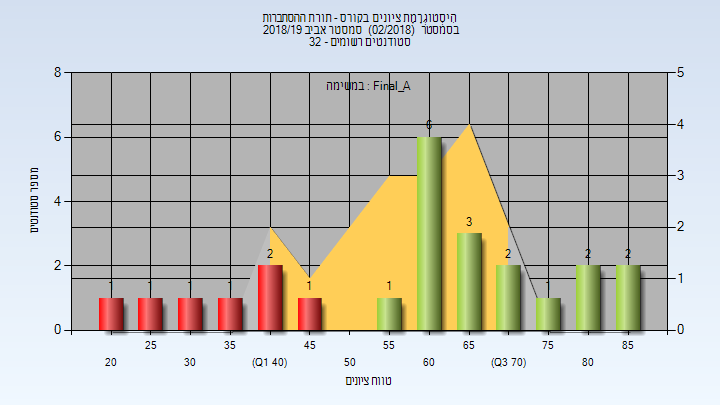 היסטוגרמת ציונים בקורס - תורת ההסתברות
בסמסטר (02/2018) סמסטר אביב 2018/19
סטודנטים רשומים - 32
במשימה : Final_A
מספר סטודנטים
8 6 4 2 0
5 4 3 2 1 0
1 1 1 1 2 1 1 6 3 2 1 2 2
25 35 45 55 65 75 85
20 30 (Q1 40) 50 60 (Q3 70) 80
טווח ציונים